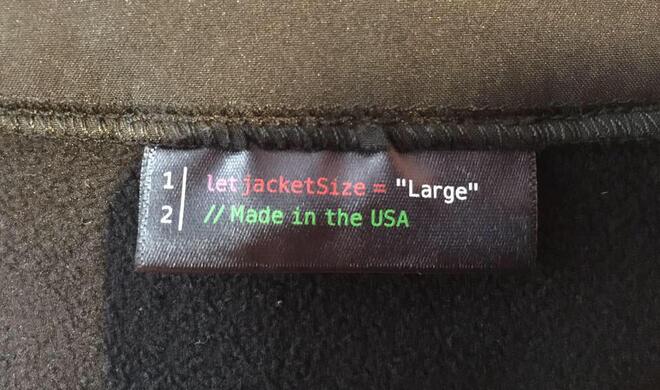 1 let jacketSize = "Large"
2 // Made in the USA